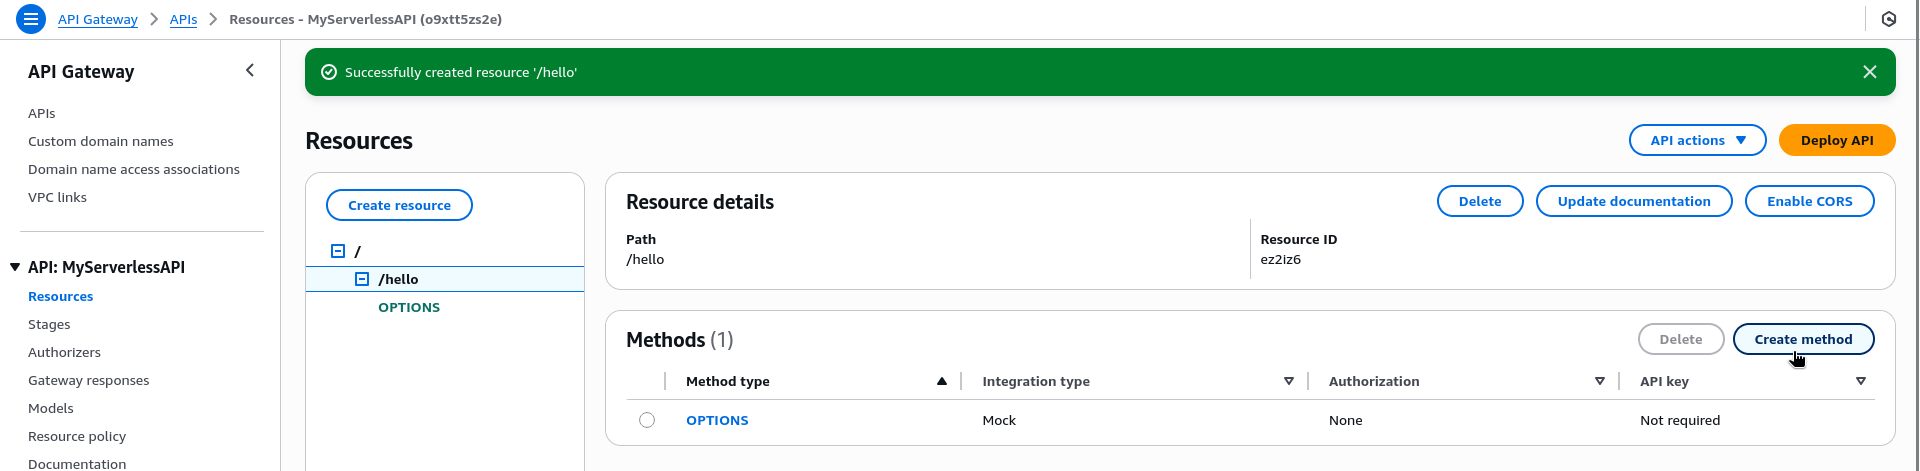 API Gateway > APIs > Resources - MyServerlessAPI (o9xtt5zs2e)
API Gateway
APIs
Custom domain names
Domain name access associations
VPC links
API: MyServerlessAPI
Resources
Stages
Authorizers
Gateway responses
Models
Resource policy
Documentation
Successfully created resource '/hello'
Resources
API actions
Deploy API
Create resource
/
/hello
OPTIONS
Resource details
Delete
Update documentation
Enable CORS
Path
/hello
Resource ID
ez2iz6
Methods (1)
Delete
Create method
Method type Integration type Authorization API key
OPTIONS Mock None Not required